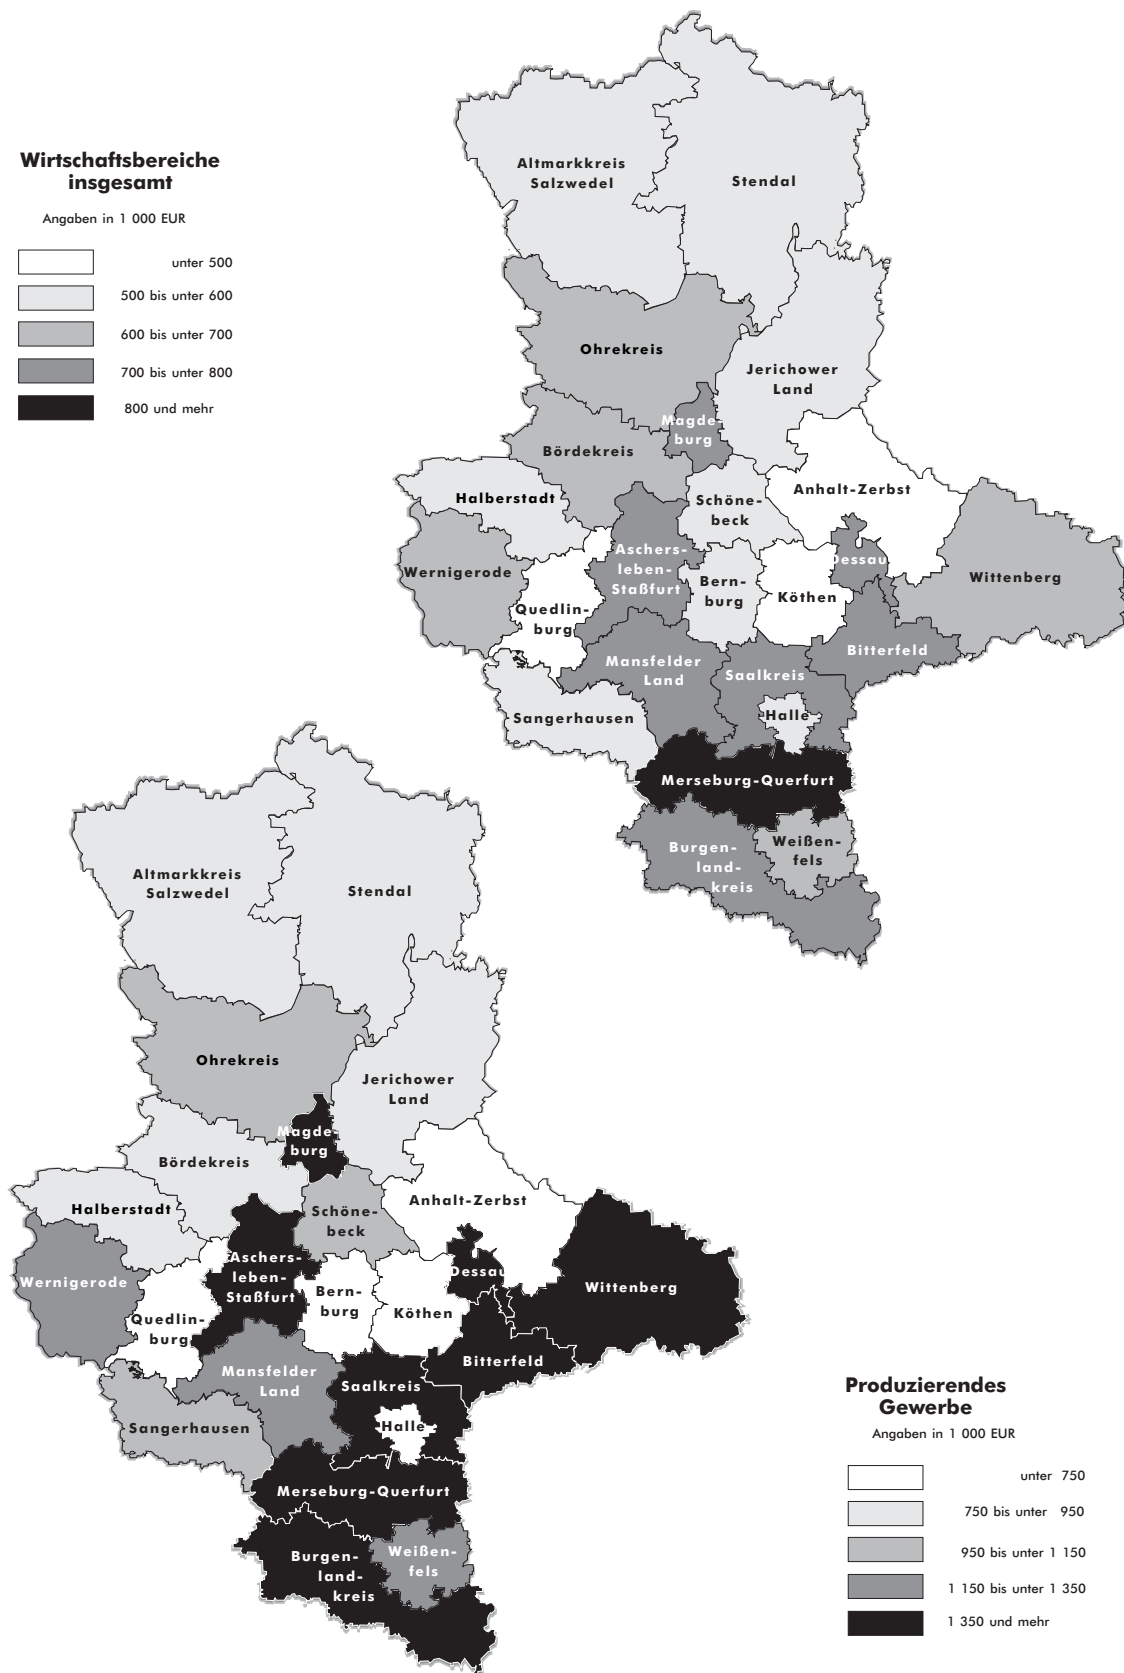 Wirtschaftsbereiche
insgesamt
Angaben in 1 000 EUR
unter 500
500 bis unter 600
600 bis unter 700
700 bis unter 800
800 und mehr
Altmarkkreis
Salzwedel
Stendal
Ohrekreis
Jerichower
Land
Magde-
burg
Bördekreis
Halberstadt
Schöne-
beck
Anhalt-Zerbst
Wernigerode
Aschers-
leben-
Staßfurt
Bern-
burg
Köthen
Dessau
Wittenberg
Quedlin-
burg
Mansfelder
Land
Saalkreis
Bitterfeld
Sangerhausen
Halle
Merseburg-Querfurt
Burgen-
land-
kreis
Weißen-
fels
Altmarkkreis
Salzwedel
Stendal
Ohrekreis
Jerichower
Land
Magde-
burg
Bördekreis
Halberstadt
Schöne-
beck
Anhalt-Zerbst
Wernigerode
Aschers-
leben-
Staßfurt
Bern-
burg
Köthen
Dessau
Wittenberg
Quedlin-
burg
Mansfelder
Land
Saalkreis
Bitterfeld
Sangerhausen
Halle
Merseburg-Querfurt
Burgen-
land-
kreis
Weißen-
fels
Produzierendes
Gewerbe
Angaben in 1 000 EUR
unter 750
750 bis unter 950
950 bis unter 1 150
1 150 bis unter 1 350
1 350 und mehr